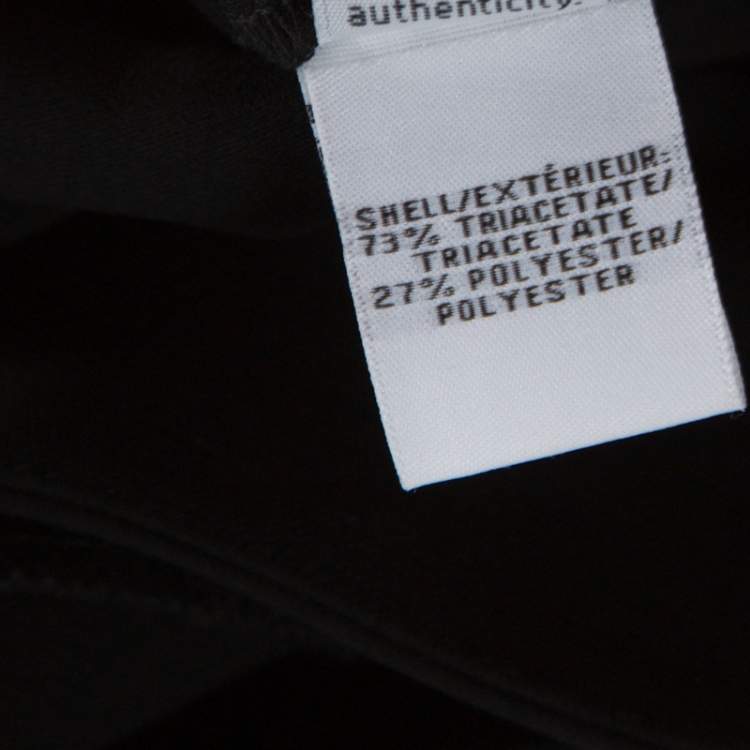 authenticity.
SHELL/EXTÉRIEUR:
73% TRIACETATE/
TRIACETATE
27% POLYESTER/
POLYESTER